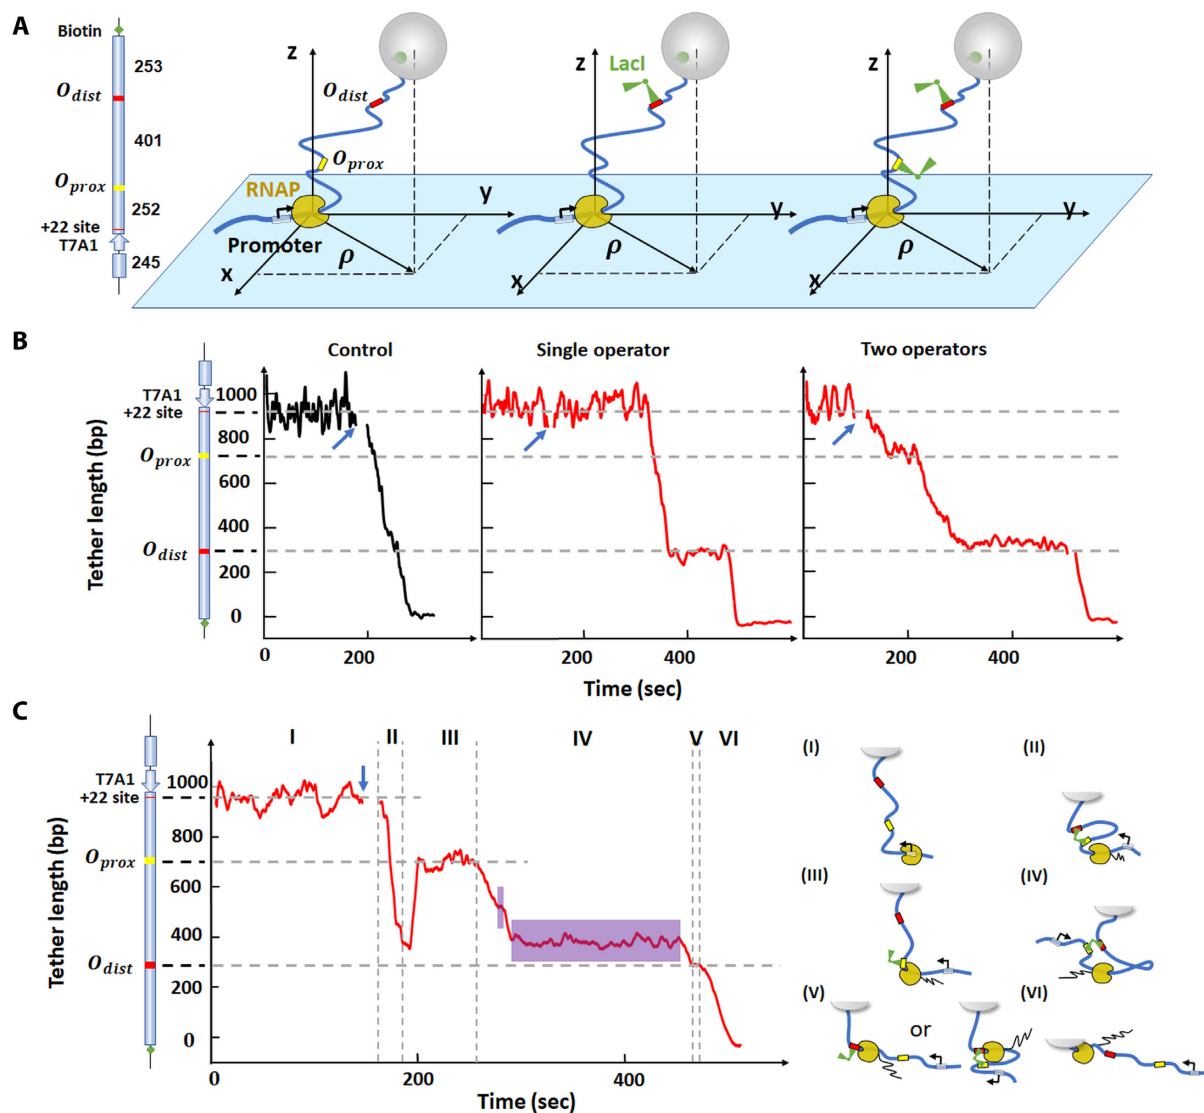 A
Biotin
253
O_dist
401
O_prox
252
+22 site
T7A1
245
z
O_dist
O_prox
RNAP
Promoter
y
x
ρ
z
LacI
y
x
ρ
z
y
x
ρ
B
Control
Single operator
Two operators
T7A1
+22 site
O_prox
O_dist
Tether length (bp)
1000
800
600
400
200
0
0
200
200
400
200
400
Time (sec)
C
I
II
III
IV
V
VI
T7A1
+22 site
O_prox
O_dist
Tether length (bp)
1000
800
600
400
200
0
200
400
Time (sec)
(I)
(II)
(III)
(IV)
(V)
or
(VI)